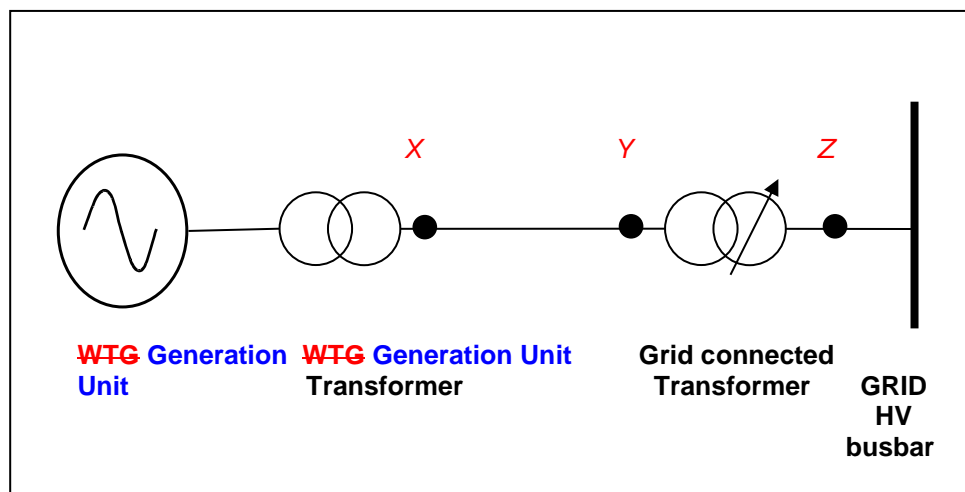 X Y Z
WTG Generation WTG Generation Unit Grid connected
Unit Transformer Transformer GRID
HV
busbar